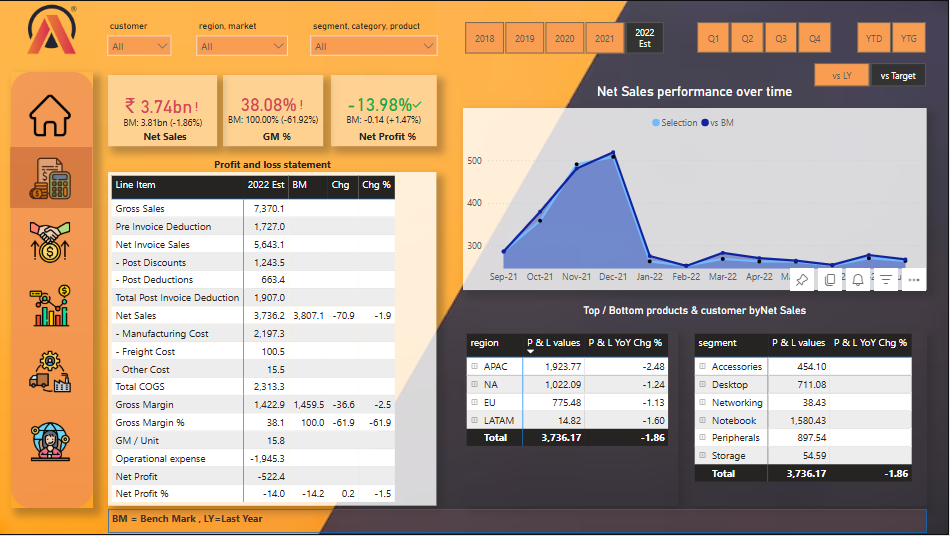 customer
region, market
segment, category, product
All
All
All
2018
2019
2020
2021
2022 Est
Q1
Q2
Q3
Q4
YTD
YTG
vs LY
vs Target
₹ 3.74bn!
BM: 3.81bn (-1.86%)
Net Sales
38.08%!
BM: 100.00% (-61.92%)
GM %
-13.98%✓
BM: -0.14 (+1.47%)
Net Profit %
Net Sales performance over time
Selection vs BM
500
400
300
Sep-21 Oct-21 Nov-21 Dec-21 Jan-22 Feb-22 Mar-22 Apr-22
Profit and loss statement
Line Item 2022 Est BM Chg Chg %
Gross Sales 7,370.1
Pre Invoice Deduction 1,727.0
Net Invoice Sales 5,643.1
- Post Discounts 1,243.5
- Post Deductions 663.4
Total Post Invoice Deduction 1,907.0
Net Sales 3,736.2 3,807.1 -70.9 -1.9
- Manufacturing Cost 2,197.3
- Freight Cost 100.5
- Other Cost 15.5
Total COGS 2,313.3
Gross Margin 1,422.9 1,459.5 -36.6 -2.5
Gross Margin % 38.1 100.0 -61.9 -61.9
GM / Unit 15.8
Operational expense -1,945.3
Net Profit -522.4
Net Profit % -14.0 -14.2 0.2 -1.5
Top / Bottom products & customer byNet Sales
region P & L values P & L YoY Chg %
APAC 1,923.77 -2.48
NA 1,022.09 -1.24
EU 775.48 -1.13
LATAM 14.82 -1.60
Total 3,736.17 -1.86
segment P & L values P & L YoY Chg %
Accessories 454.10
Desktop 711.08
Networking 38.43
Notebook 1,580.43
Peripherals 897.54
Storage 54.59
Total 3,736.17 -1.86
BM = Bench Mark , LY=Last Year